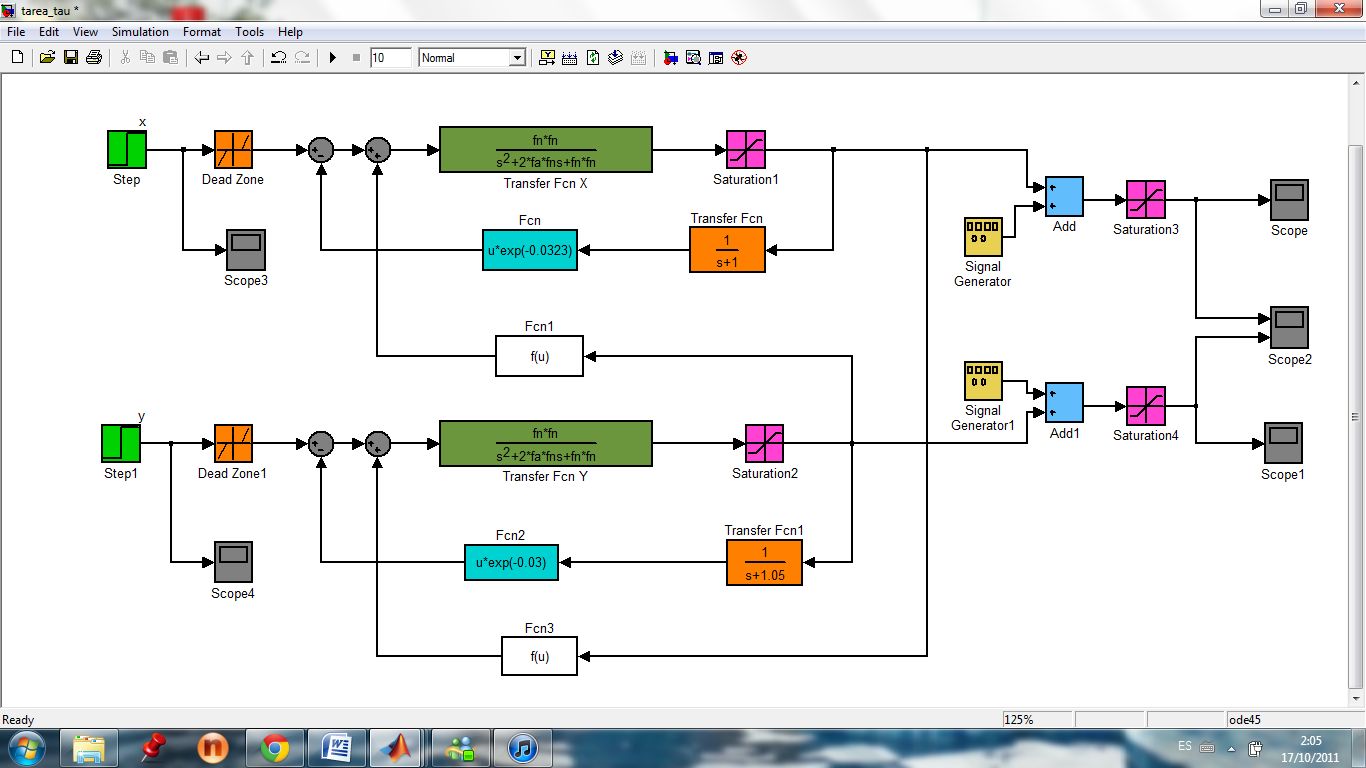 tarea_tau *
File Edit View Simulation Format Tools Help
10 Normal
x
Step
Dead Zone
fn*fn
s²+2*fa*fns+fn*fn
Transfer Fcn X
Saturation1
Scope3
Fcn
u*exp(-0.0323)
Transfer Fcn
1
s+1
Add
Saturation3
Scope
Signal
Generator
Fcn1
f(u)
Scope2
y
Step1
Dead Zone1
fn*fn
s²+2*fa*fns+fn*fn
Transfer Fcn Y
Saturation2
Signal
Generator1
Add1
Saturation4
Scope1
Scope4
Fcn2
u*exp(-0.03)
Transfer Fcn1
1
s+1.05
Fcn3
f(u)
Ready 125% ode45
ES 2:05
17/10/2011